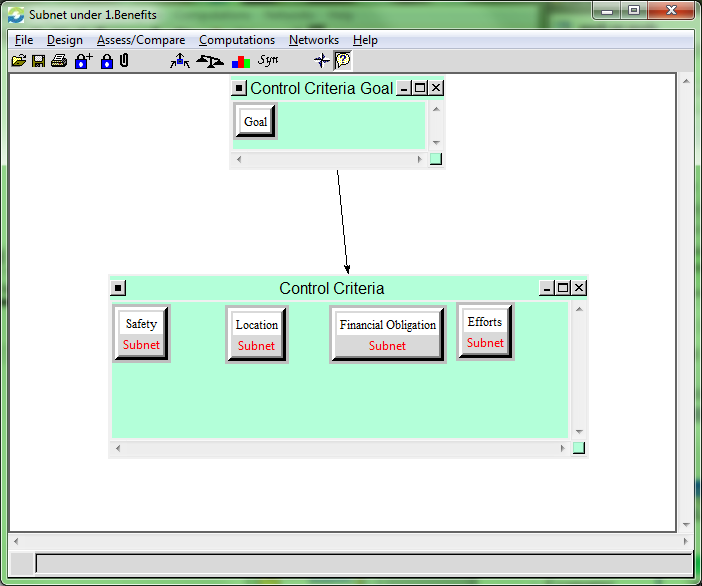 Subnet under 1.Benefits
File Design Assess/Compare Computations Networks Help
Syn
Control Criteria Goal
Goal
Control Criteria
Safety Location Financial Obligation Efforts
Subnet Subnet Subnet Subnet